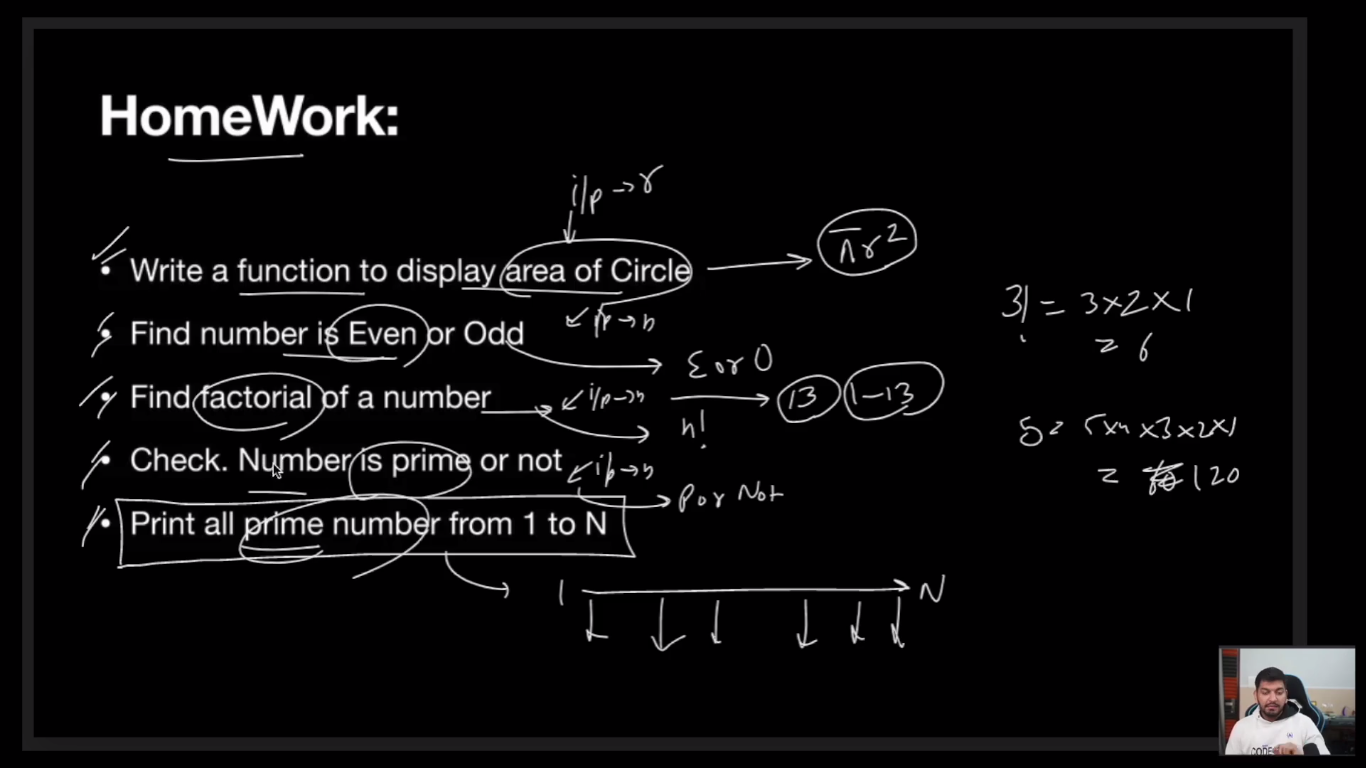 HomeWork:
i/p → r
• Write a function to display area of Circle → πr²
3! = 3×2×1
= 6
• Find number is Even or Odd
i/p → n
E or O
• Find factorial of a number
i/p → n
13 1-13
n!
5 = 5×4×3×2×1
= 120
• Check. Number is prime or not
i/p → n
P or Not
• Print all prime number from 1 to N
1 N
CODE